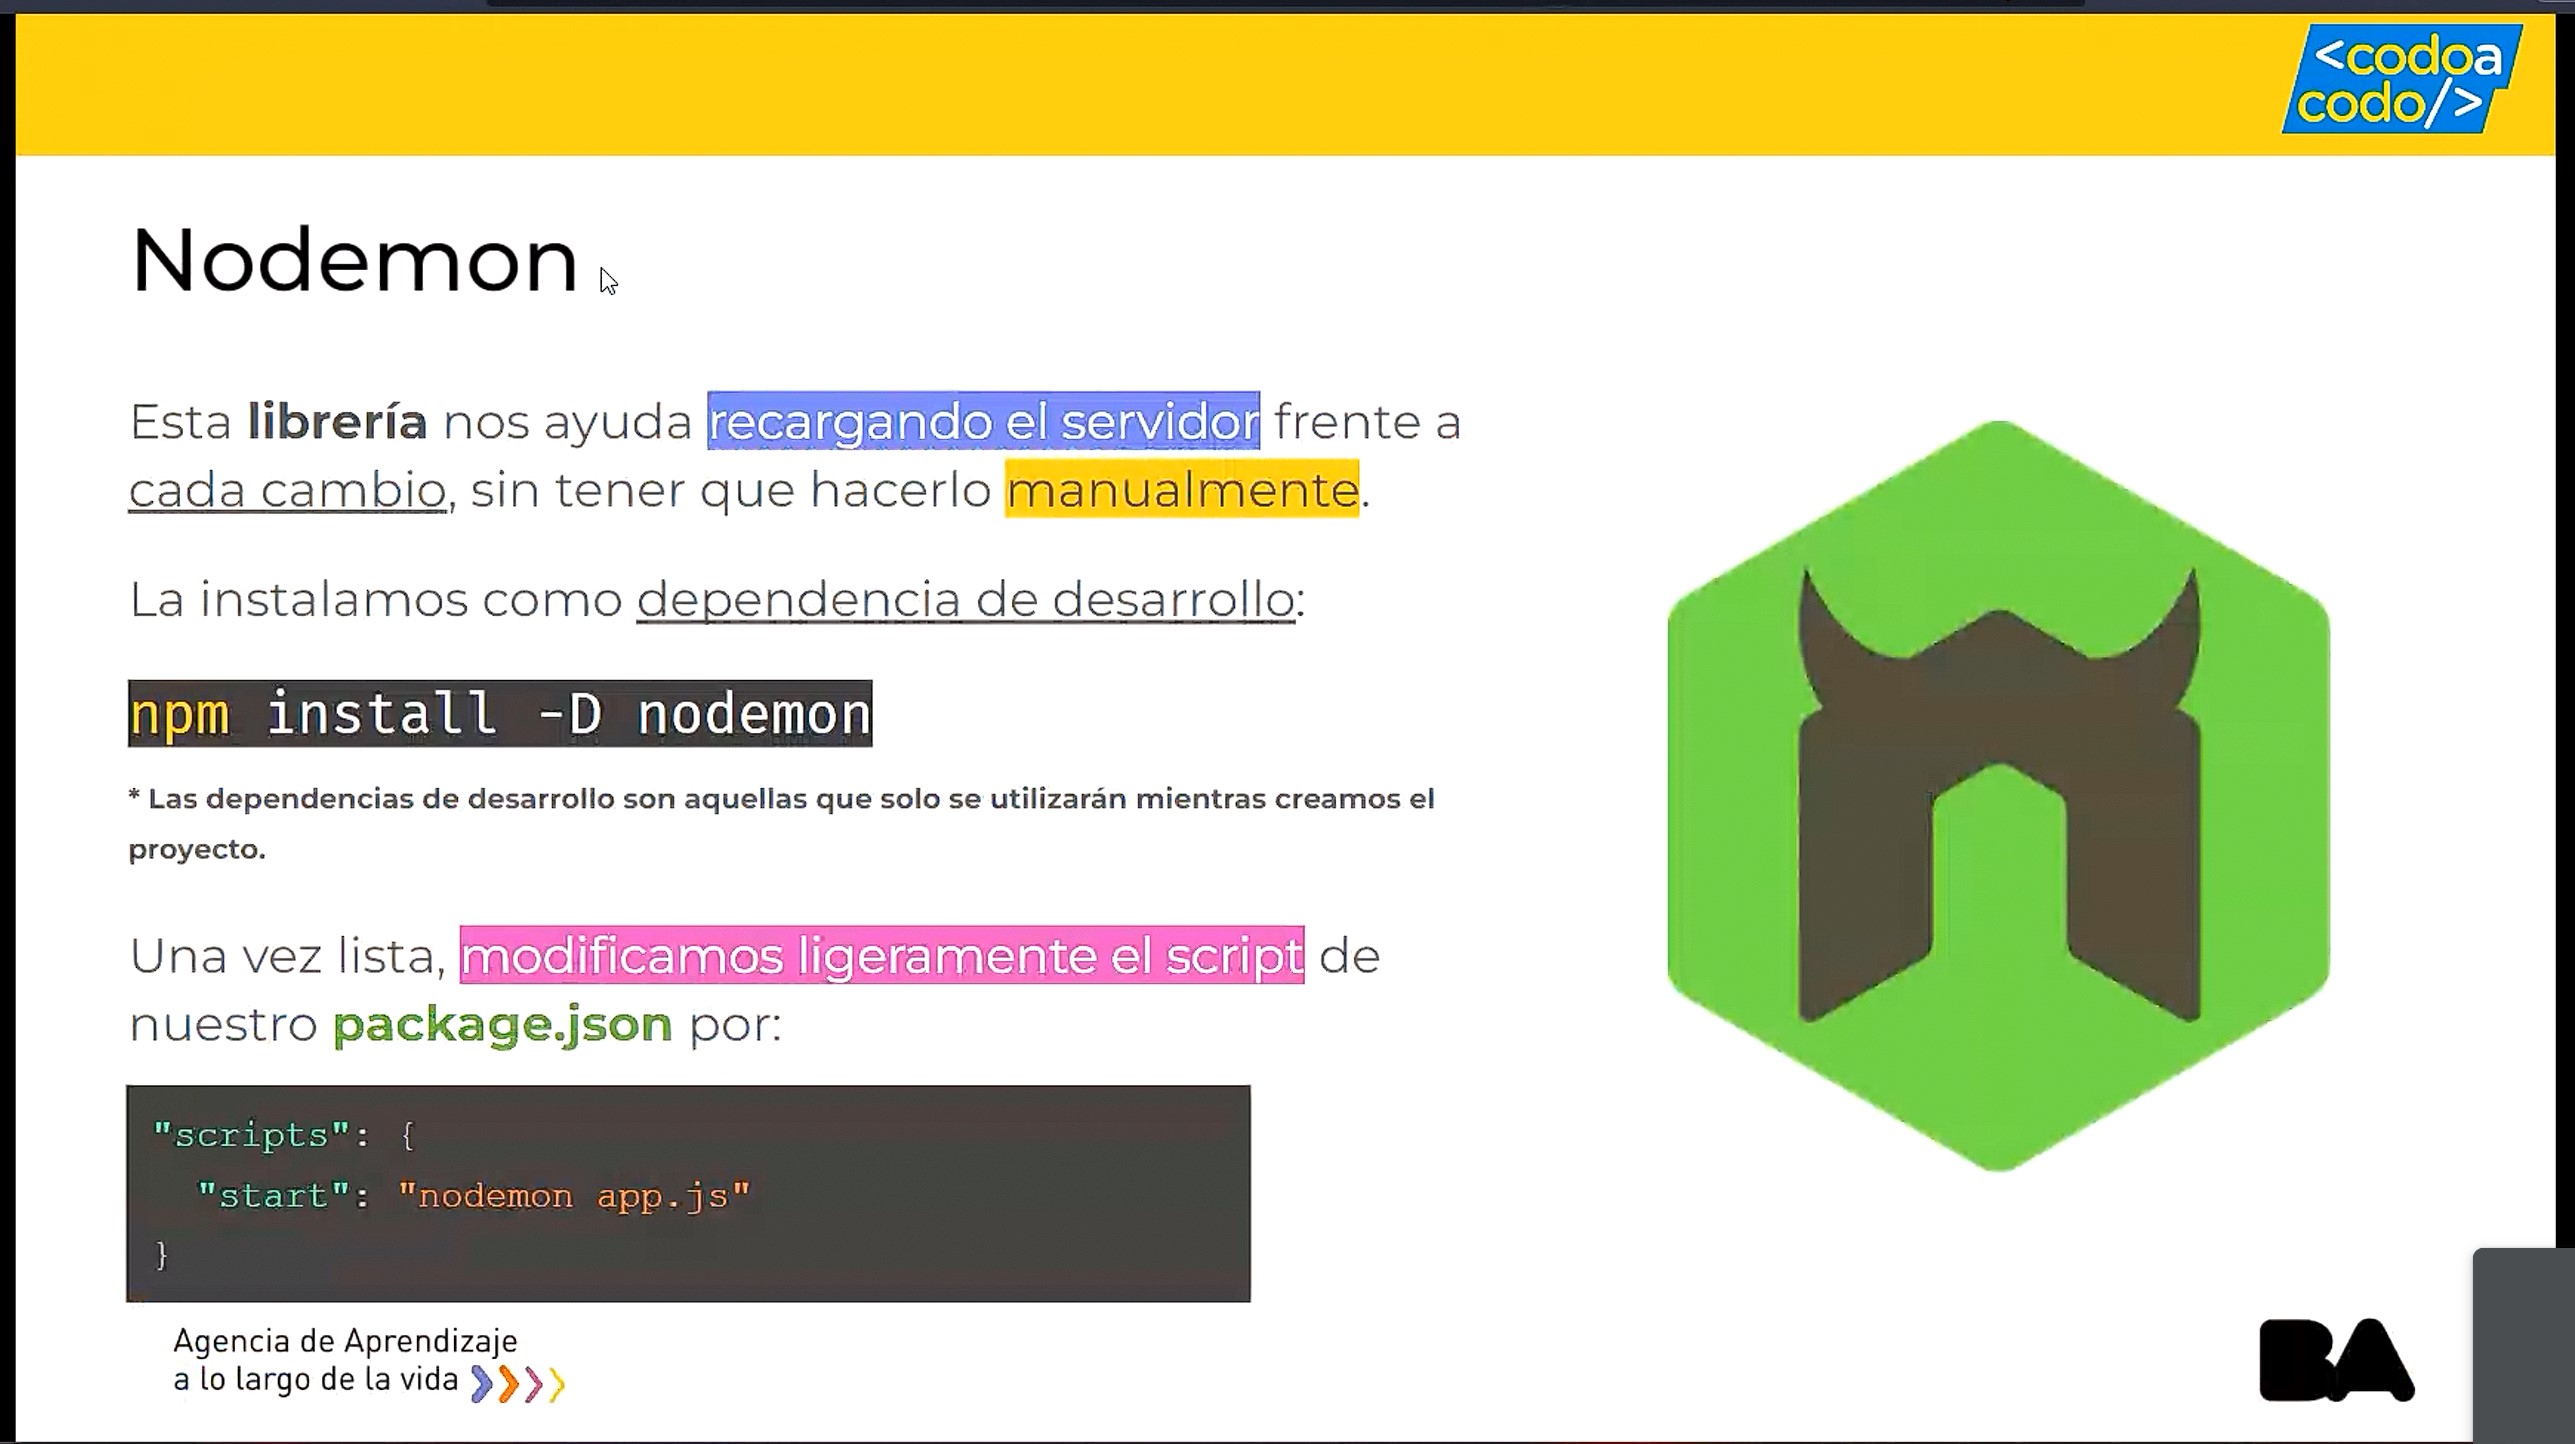 <codoa
codo/>
Nodemon
Esta librería nos ayuda recargando el servidor frente a
cada cambio, sin tener que hacerlo manualmente.
La instalamos como dependencia de desarrollo:
npm install -D nodemon
* Las dependencias de desarrollo son aquellas que solo se utilizarán mientras creamos el
proyecto.
Una vez lista, modificamos ligeramente el script de
nuestro package.json por:
"scripts": {
"start": "nodemon app.js"
}
Agencia de Aprendizaje
a lo largo de la vida
BA